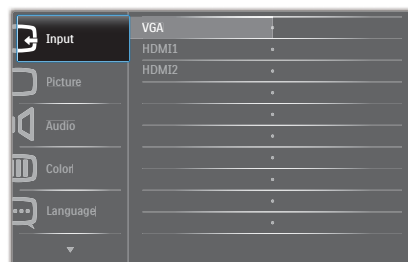 Input
VGA
HDMI1
HDMI2
Picture
Audio
Color
Language